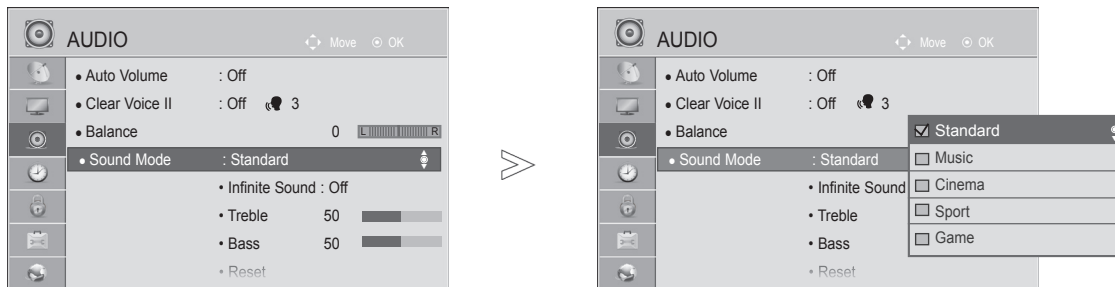 AUDIO
Move OK
• Auto Volume : Off
• Clear Voice II : Off 3
• Balance 0 L R
• Sound Mode : Standard
• Infinite Sound : Off
• Treble 50
• Bass 50
• Reset
AUDIO
Move OK
• Auto Volume : Off
• Clear Voice II : Off 3
• Balance
• Sound Mode : Standard
• Infinite Sound
• Treble
• Bass
• Reset
Standard
Music
Cinema
Sport
Game